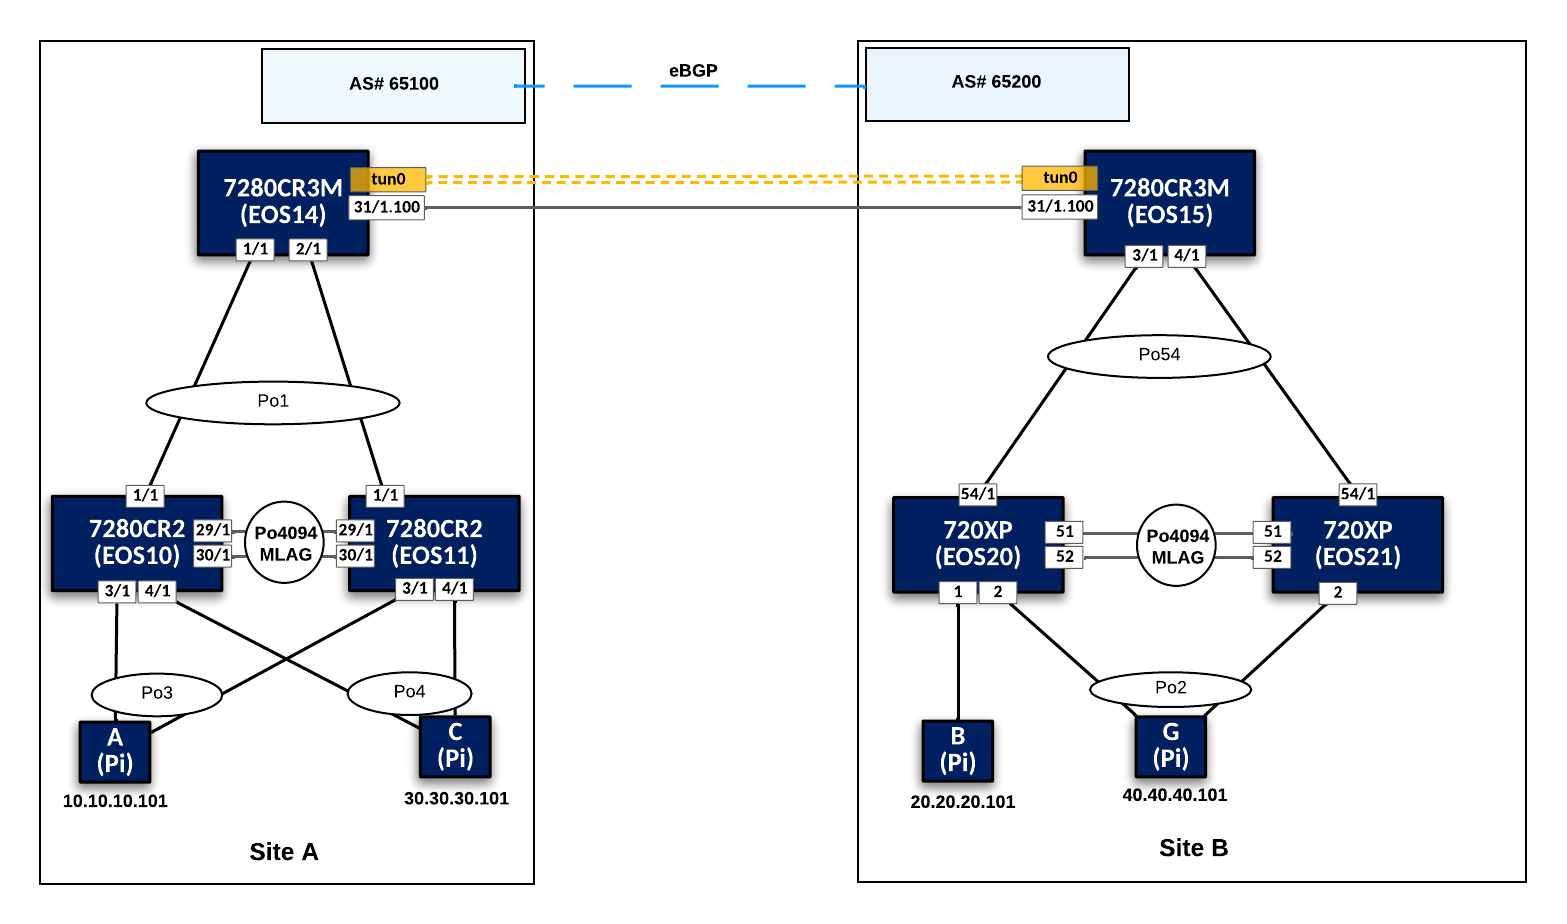 AS# 65100
eBGP
AS# 65200
7280CR3M
(EOS14)
tun0
31/1.100
1/1
2/1
tun0
31/1.100
7280CR3M
(EOS15)
3/1
4/1
Po1
Po54
1/1
1/1
7280CR2
(EOS10)
29/1
30/1
Po4094
MLAG
29/1
30/1
7280CR2
(EOS11)
3/1
4/1
3/1
4/1
54/1
54/1
720XP
(EOS20)
51
52
Po4094
MLAG
51
52
720XP
(EOS21)
1
2
2
Po3
Po4
Po2
A
(Pi)
C
(Pi)
B
(Pi)
G
(Pi)
10.10.10.101
30.30.30.101
20.20.20.101
40.40.40.101
Site A
Site B